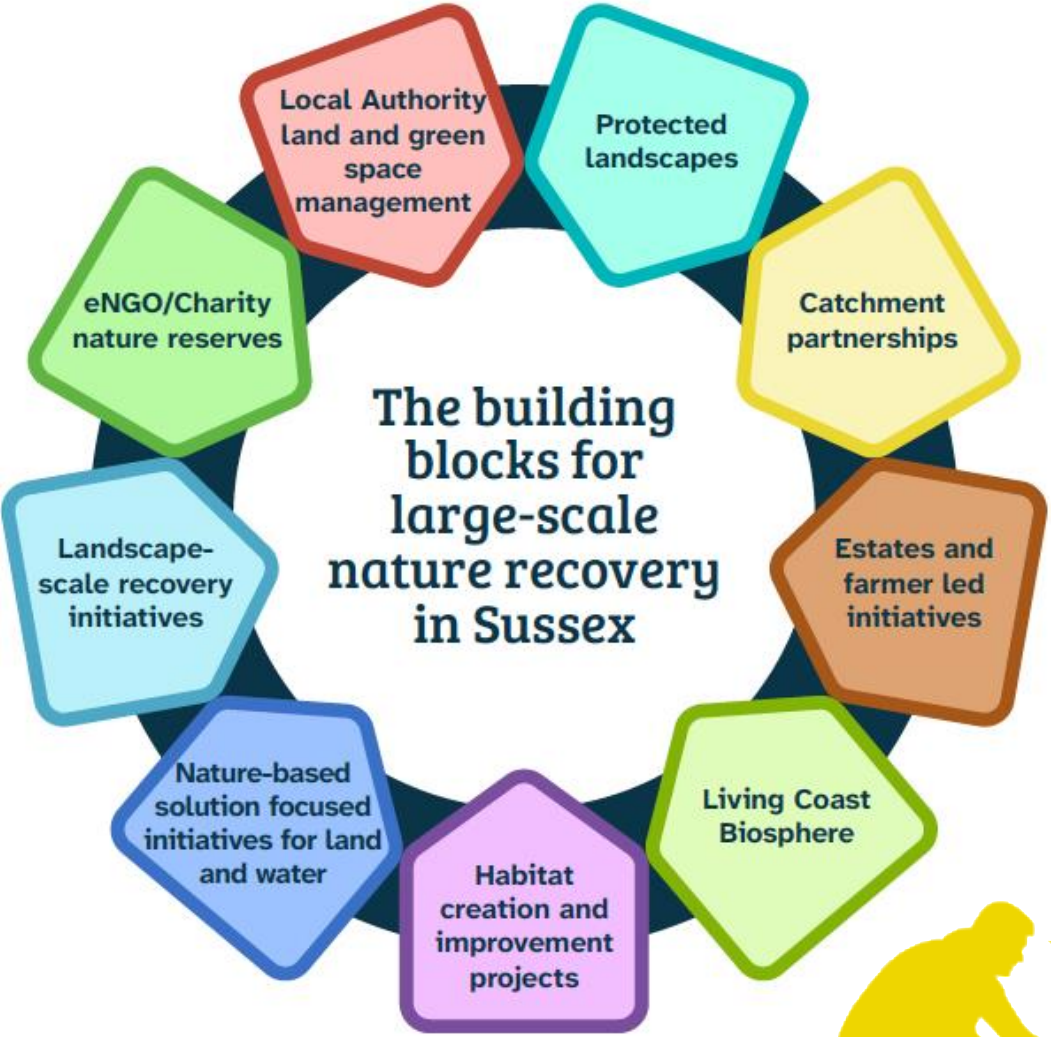 The building
blocks for
large-scale
nature recovery
in Sussex
Protected
landscapes
Catchment
partnerships
Estates and
farmer led
initiatives
Living Coast
Biosphere
Habitat
creation and
improvement
projects
Nature-based
solution focused
initiatives for land
and water
Landscape-
scale recovery
initiatives
eNGO/Charity
nature reserves
Local Authority
land and green
space
management